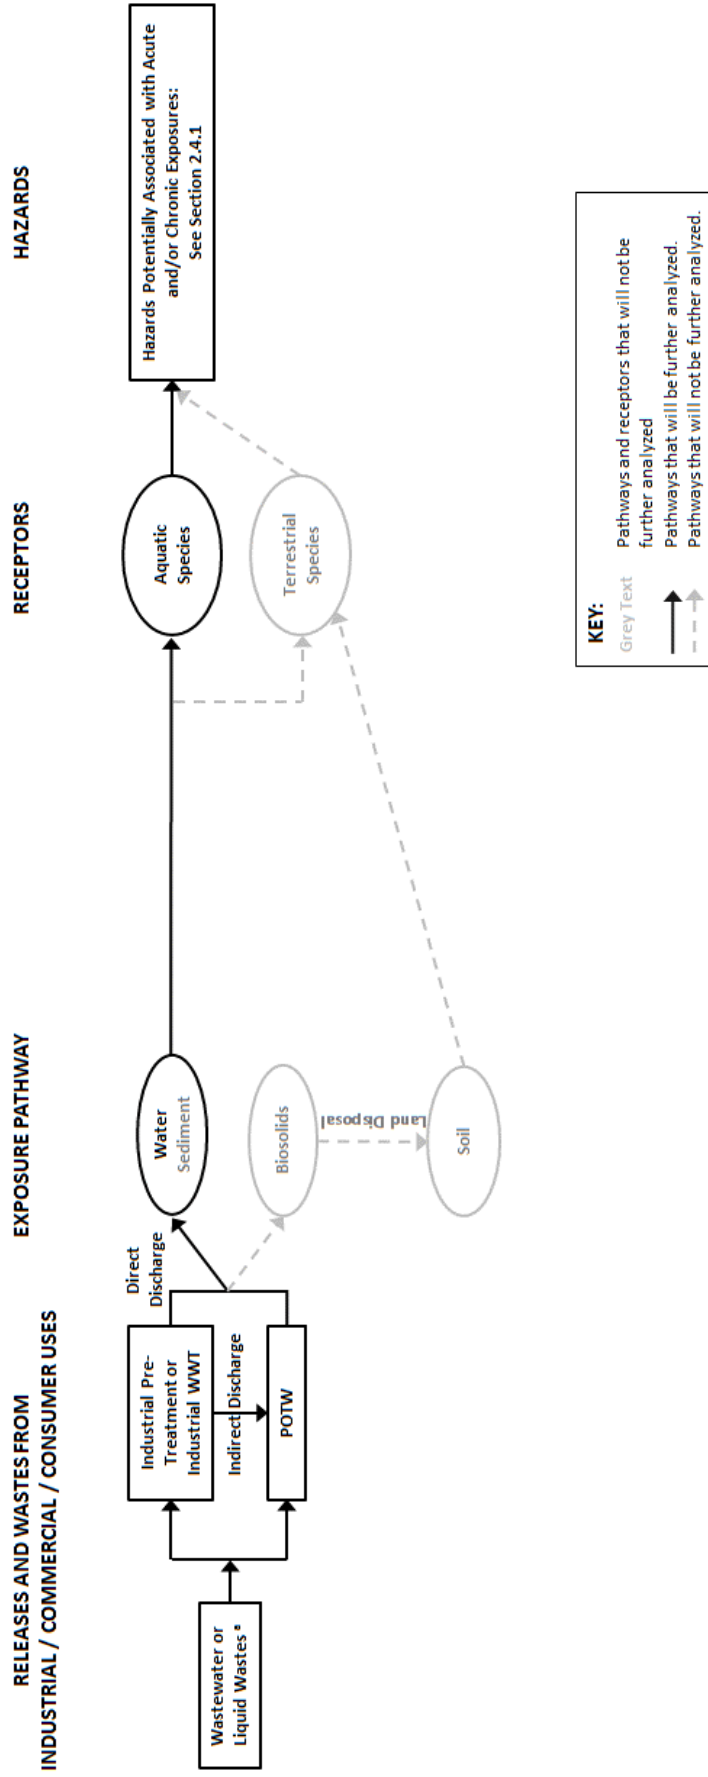 RELEASES AND WASTES FROM
INDUSTRIAL / COMMERCIAL / CONSUMER USES
EXPOSURE PATHWAY
RECEPTORS
HAZARDS
Wastewater or
Liquid Wastes ª
Industrial Pre-
Treatment or
Industrial WWT
Indirect Discharge
POTW
Direct
Discharge
Water
Sediment
Biosolids
Land Disposal
Soil
Aquatic
Species
Terrestrial
Species
Hazards Potentially Associated with Acute
and/or Chronic Exposures:
See Section 2.4.1
KEY:
Grey Text
Pathways and receptors that will not be
further analyzed
Pathways that will be further analyzed.
Pathways that will not be further analyzed.